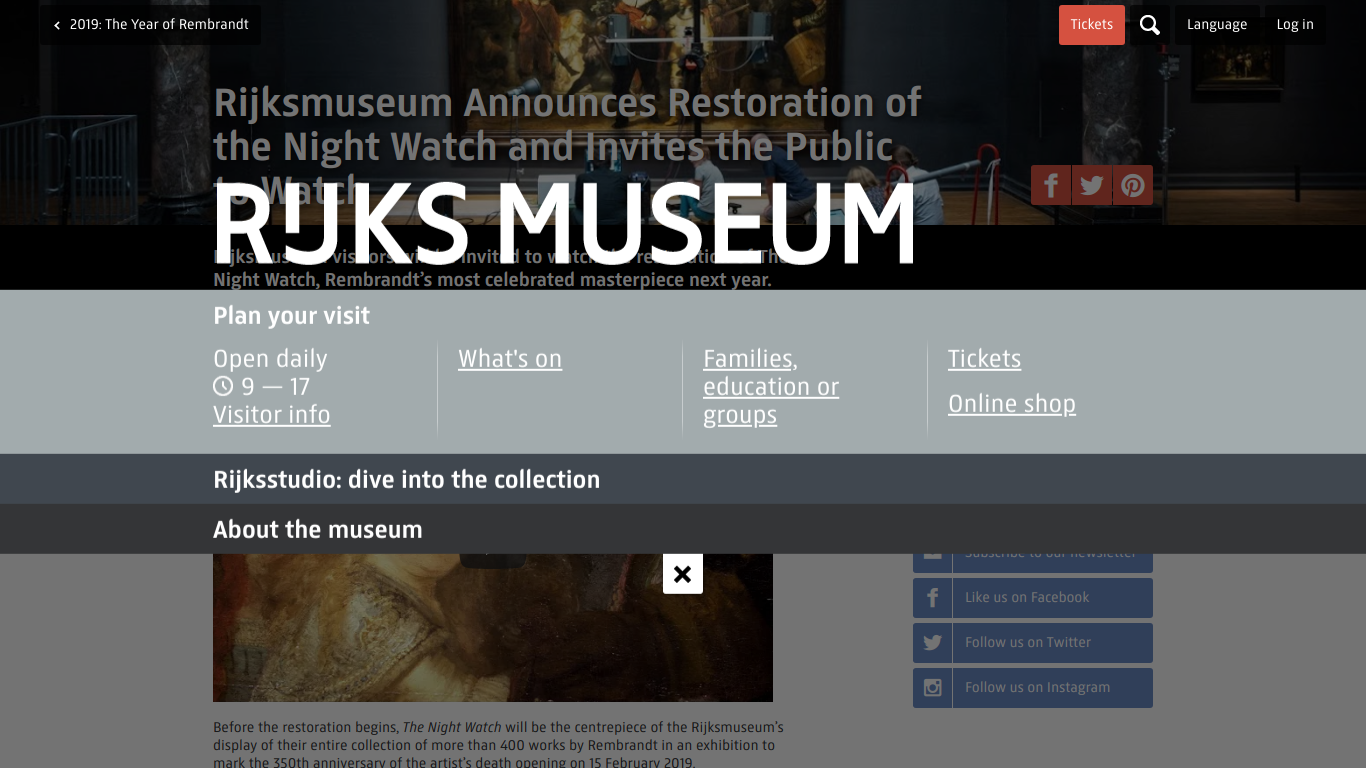 2019: The Year of Rembrandt
Tickets
Language
Log in
Rijksmuseum Announces Restoration of
the Night Watch and Invites the Public
to Watch
RIJKS MUSEUM
Rijksmuseum visitors will be invited to watch the restoration of The
Night Watch, Rembrandt’s most celebrated masterpiece next year.
Plan your visit
Open daily
9 — 17
Visitor info
What's on
Families,
education or
groups
Tickets
Online shop
Rijksstudio: dive into the collection
About the museum
Subscribe to our newsletter
Like us on Facebook
Follow us on Twitter
Follow us on Instagram
Before the restoration begins, The Night Watch will be the centrepiece of the Rijksmuseum’s
display of their entire collection of more than 400 works by Rembrandt in an exhibition to
mark the 350th anniversary of the artist’s death opening on 15 February 2019.